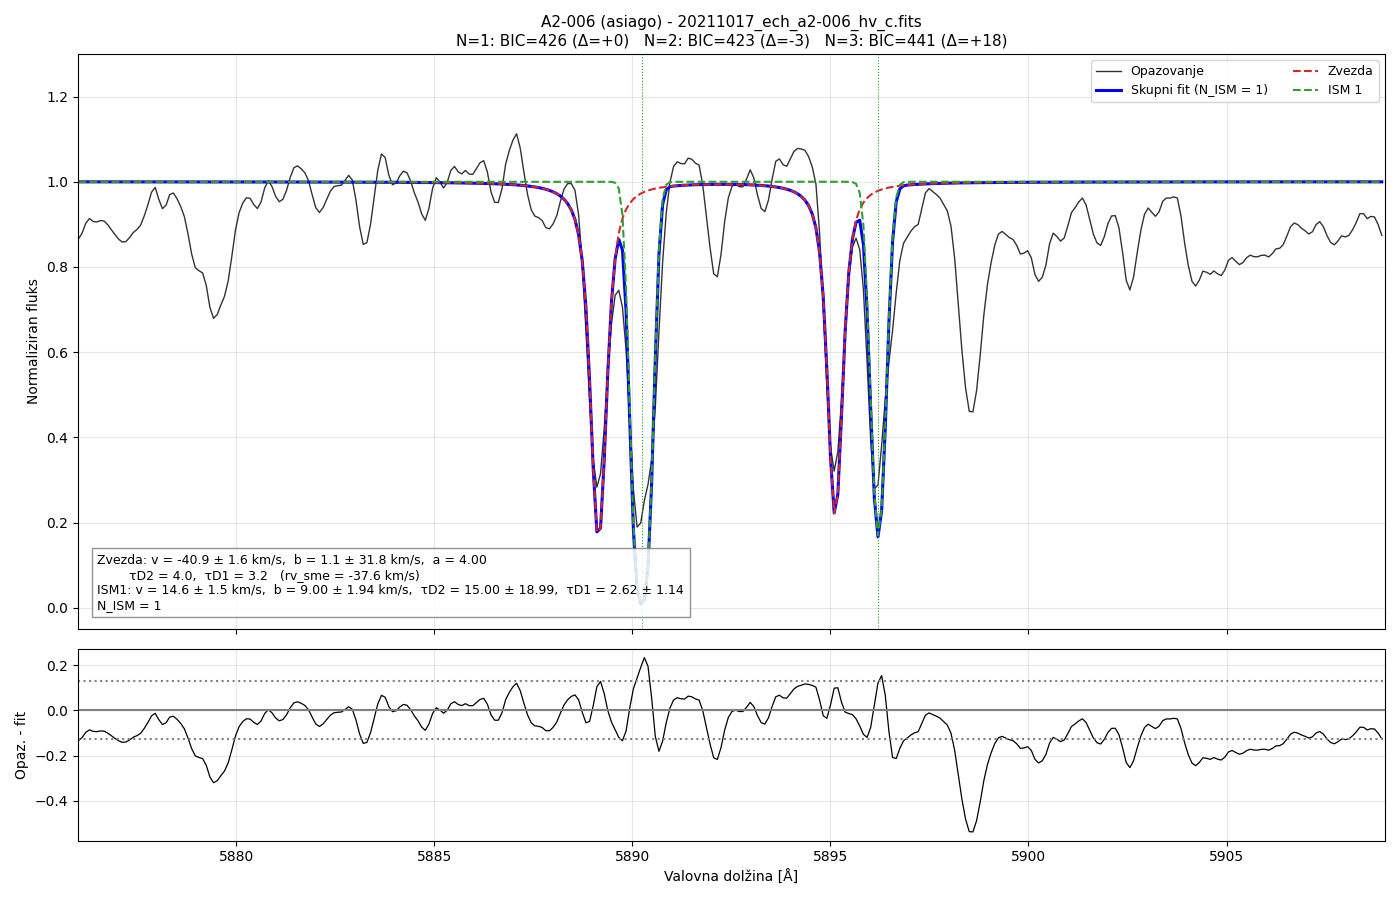 A2-006 (asiago) - 20211017_ech_a2-006_hv_c.fits
N=1: BIC=426 (Δ=+0)   N=2: BIC=423 (Δ=-3)   N=3: BIC=441 (Δ=+18)
Opazovanje
Skupni fit (N_ISM = 1)
Zvezda
ISM 1
Normaliziran fluks
1.2
1.0
0.8
0.6
0.4
0.2
0.0
Zvezda: v = -40.9 ± 1.6 km/s,  b = 1.1 ± 31.8 km/s,  a = 4.00
τD2 = 4.0,  τD1 = 3.2   (rv_sme = -37.6 km/s)
ISM1: v = 14.6 ± 1.5 km/s,  b = 9.00 ± 1.94 km/s,  τD2 = 15.00 ± 18.99,  τD1 = 2.62 ± 1.14
N_ISM = 1
Opaz. - fit
0.2
0.0
−0.2
−0.4
5880
5885
5890
5895
5900
5905
Valovna dolžina [Å]